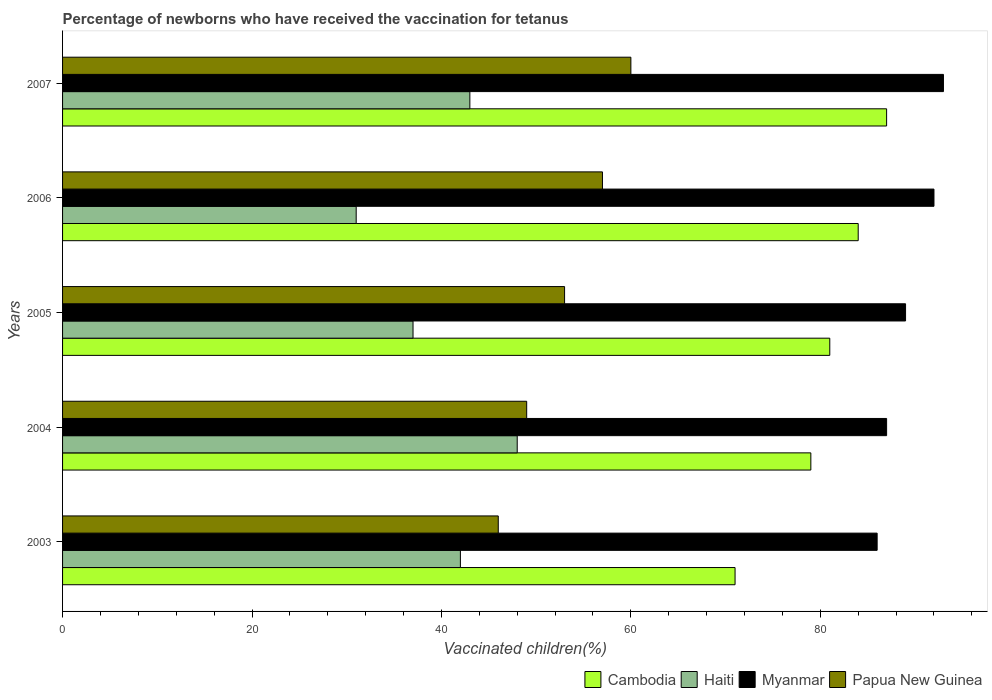 Percentage of newborns who have received the vaccination for tetanus
Years
2007
2006
2005
2004
2003
0
20
40
60
80
Vaccinated children(%)
Cambodia
Haiti
Myanmar
Papua New Guinea